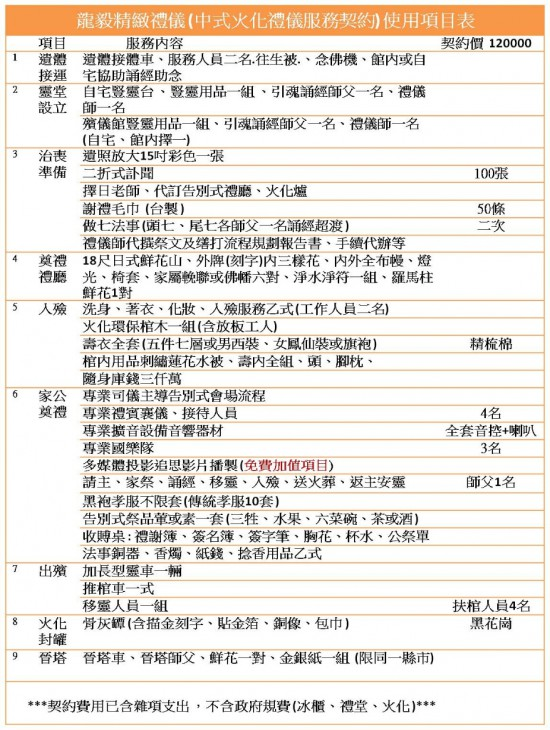 龍毅精緻禮儀(中式火化禮儀服務契約)使用項目表
項目 服務內容 契約價 120000
1 遺體接運 遺體接體車、服務人員二名.往生被.、念佛機、館內或自
宅協助誦經助念
2 靈堂設立 自宅豎靈台、豎靈用品一組、引魂誦經師父一名、禮儀
師一名
殯儀館豎靈用品一組、引魂誦經師父一名、禮儀師一名
(自宅、館內擇一)
3 治喪準備 遺照放大15吋彩色一張
二折式訃聞 100張
擇日老師、代訂告別式禮廳、火化爐
謝禮毛巾 (台製) 50條
做七法事(頭七、尾七各師父一名誦經超渡) 二次
禮儀師代撰祭文及繕打流程規劃報告書、手續代辦等
4 奠禮禮廳 18尺日式鮮花山、外牌(刻字)內三樣花、內外全布幔、燈
光、椅套、家屬輓聯或佛幡六對、淨水淨符一組、羅馬柱
鮮花1對
5 入殮 洗身、著衣、化妝、入殮服務乙式(工作人員二名)
火化環保棺木一組(含放板工人)
壽衣全套(五件七層或男西裝、女鳳仙裝或旗袍) 精梳棉
棺內用品刺繡蓮花水被、壽內全組、頭、腳枕、
隨身庫錢三仟萬
6 家公奠禮 專業司儀主導告別式會場流程
專業禮賓襄儀、接待人員 4名
專業擴音設備音響器材 全套音控+喇叭
專業國樂隊 3名
多媒體投影追思影片播製(免費加值項目)
請主、家祭、誦經、移靈、入殮、送火葬、返主安靈 師父1名
黑袍孝服不限套(傳統孝服10套)
告別式祭品葷或素一套(三牲、水果、六菜碗、茶或酒)
收賻桌:禮謝簿、簽名簿、簽字筆、胸花、杯水、公祭單
法事銅器、香燭、紙錢、捻香用品乙式
7 出殯 加長型靈車一輛
推棺車一式
移靈人員一組 扶棺人員4名
8 火化封罐 骨灰罈(含描金刻字、貼金箔、銅像、包巾) 黑花崗
9 晉塔 晉塔車、晉塔師父、鮮花一對、金銀紙一組 (限同一縣市)
***契約費用已含雜項支出，不含政府規費(冰櫃、禮堂、火化)***